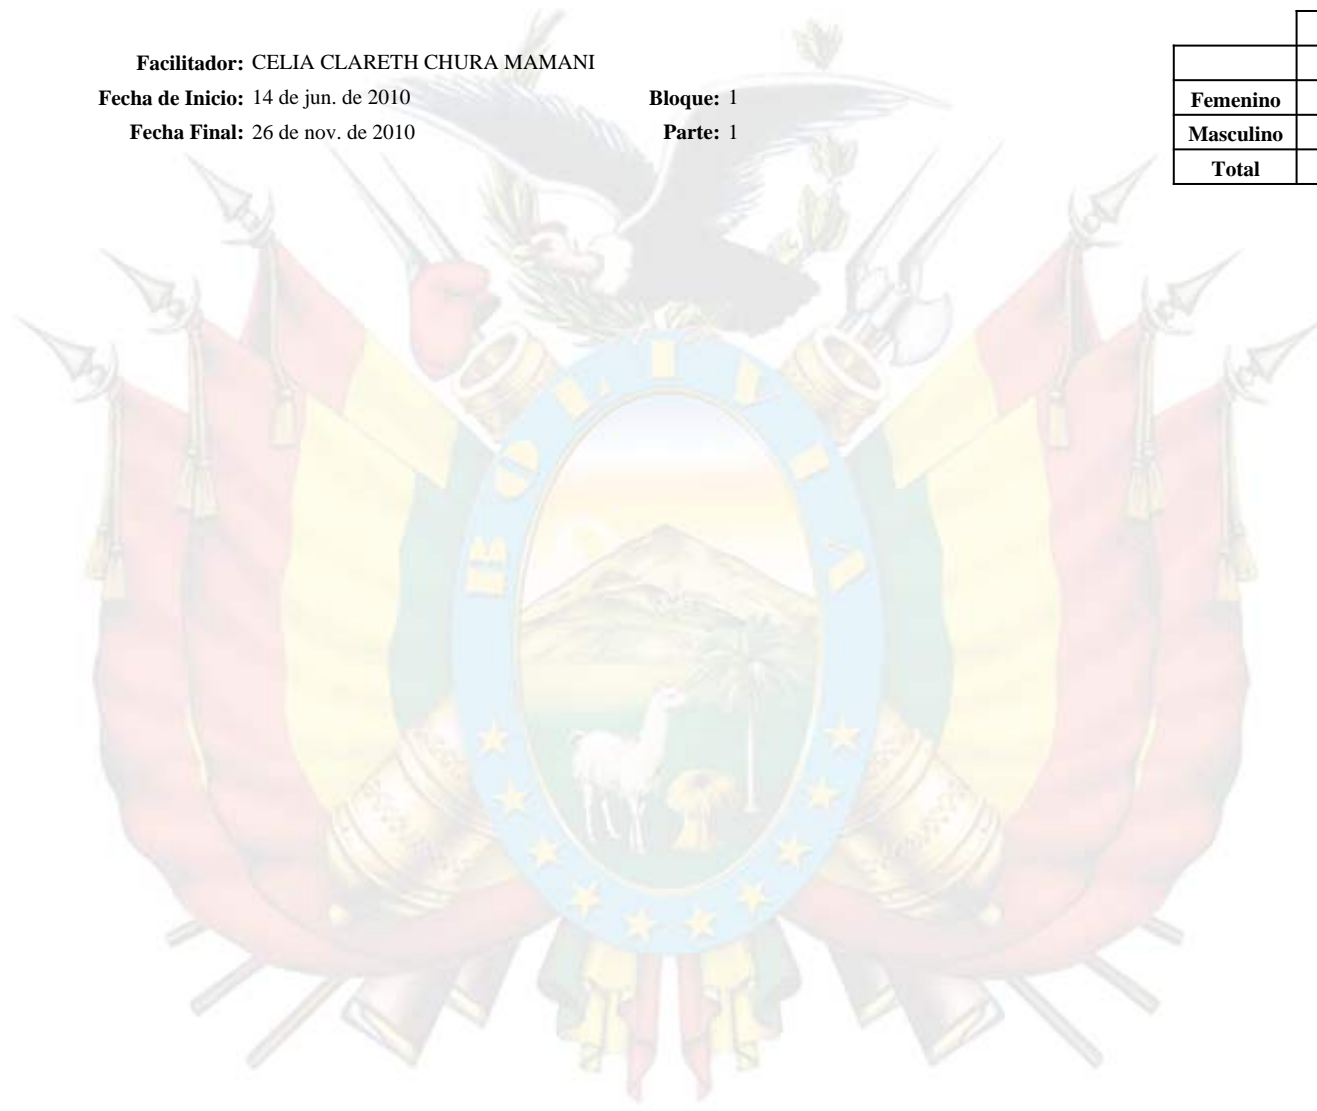 Facilitador: CELIA CLARETH CHURA MAMANI
Fecha de Inicio: 14 de jun. de 2010 Bloque: 1
Fecha Final: 26 de nov. de 2010 Parte: 1
Femenino
Masculino
Total
BOLIVIA